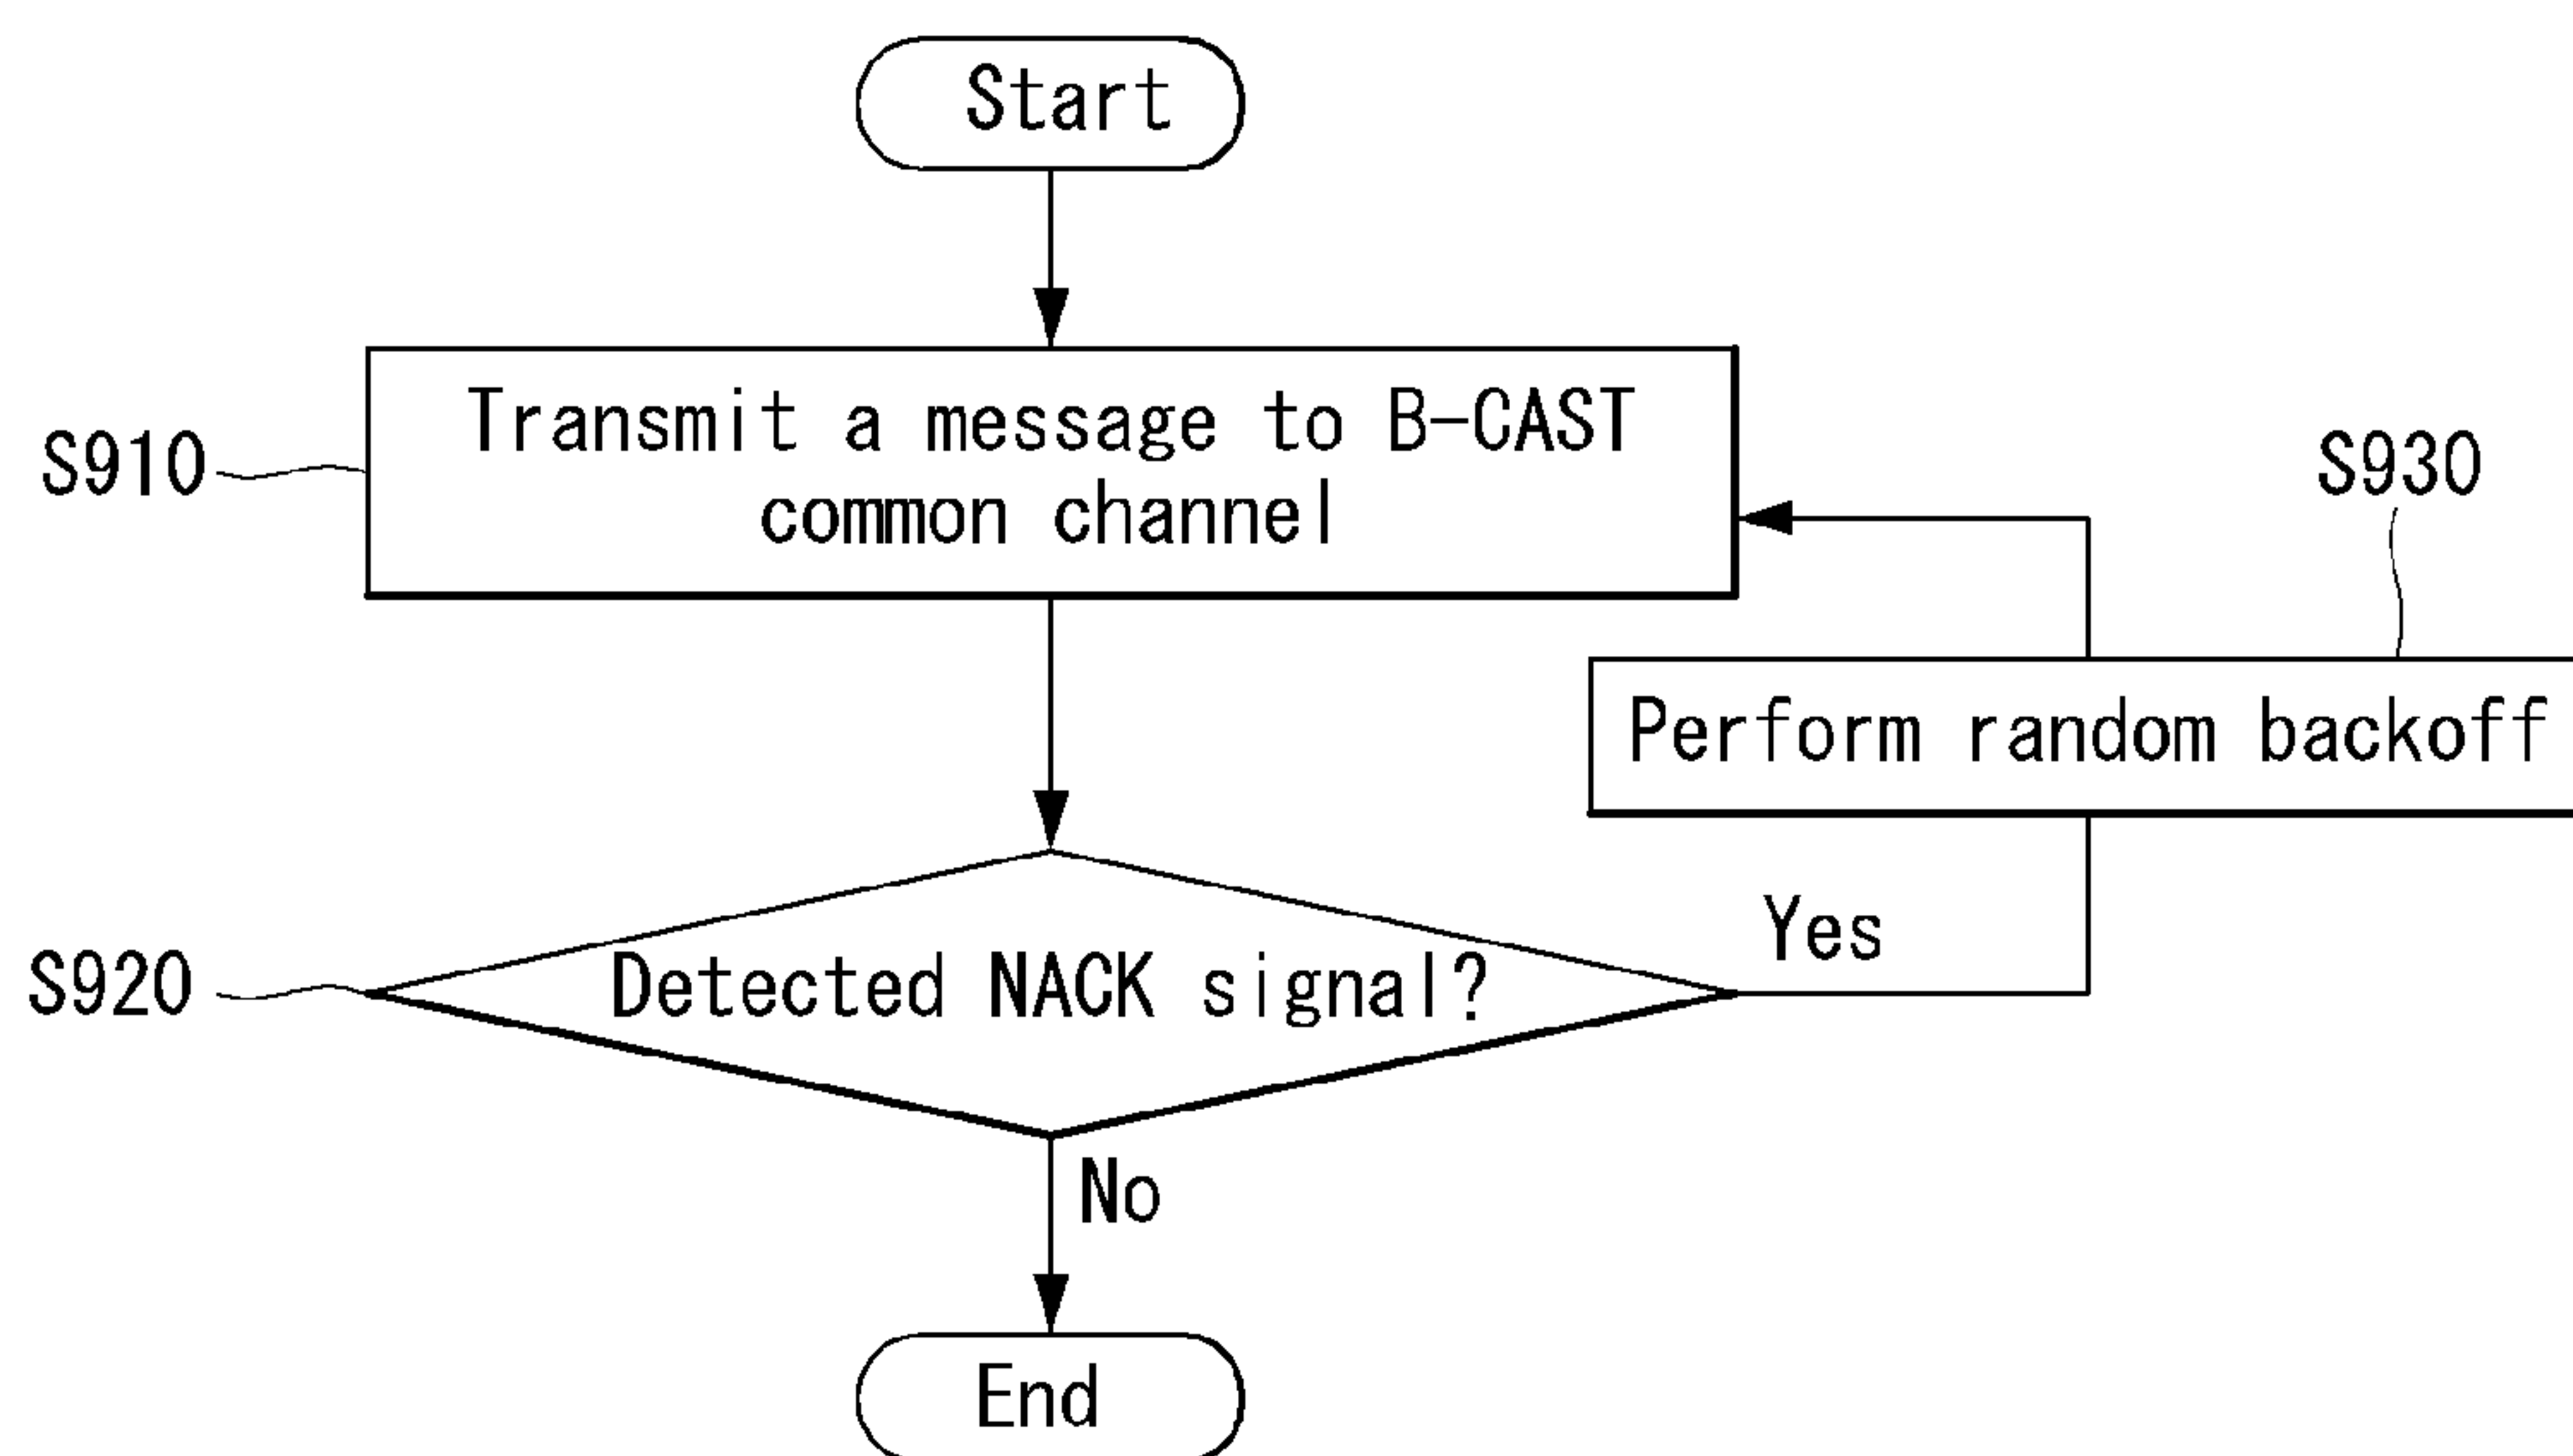 Start
S910
Transmit a message to B-CAST
common channel
S930
Perform random backoff
S920
Detected NACK signal?
Yes
No
End